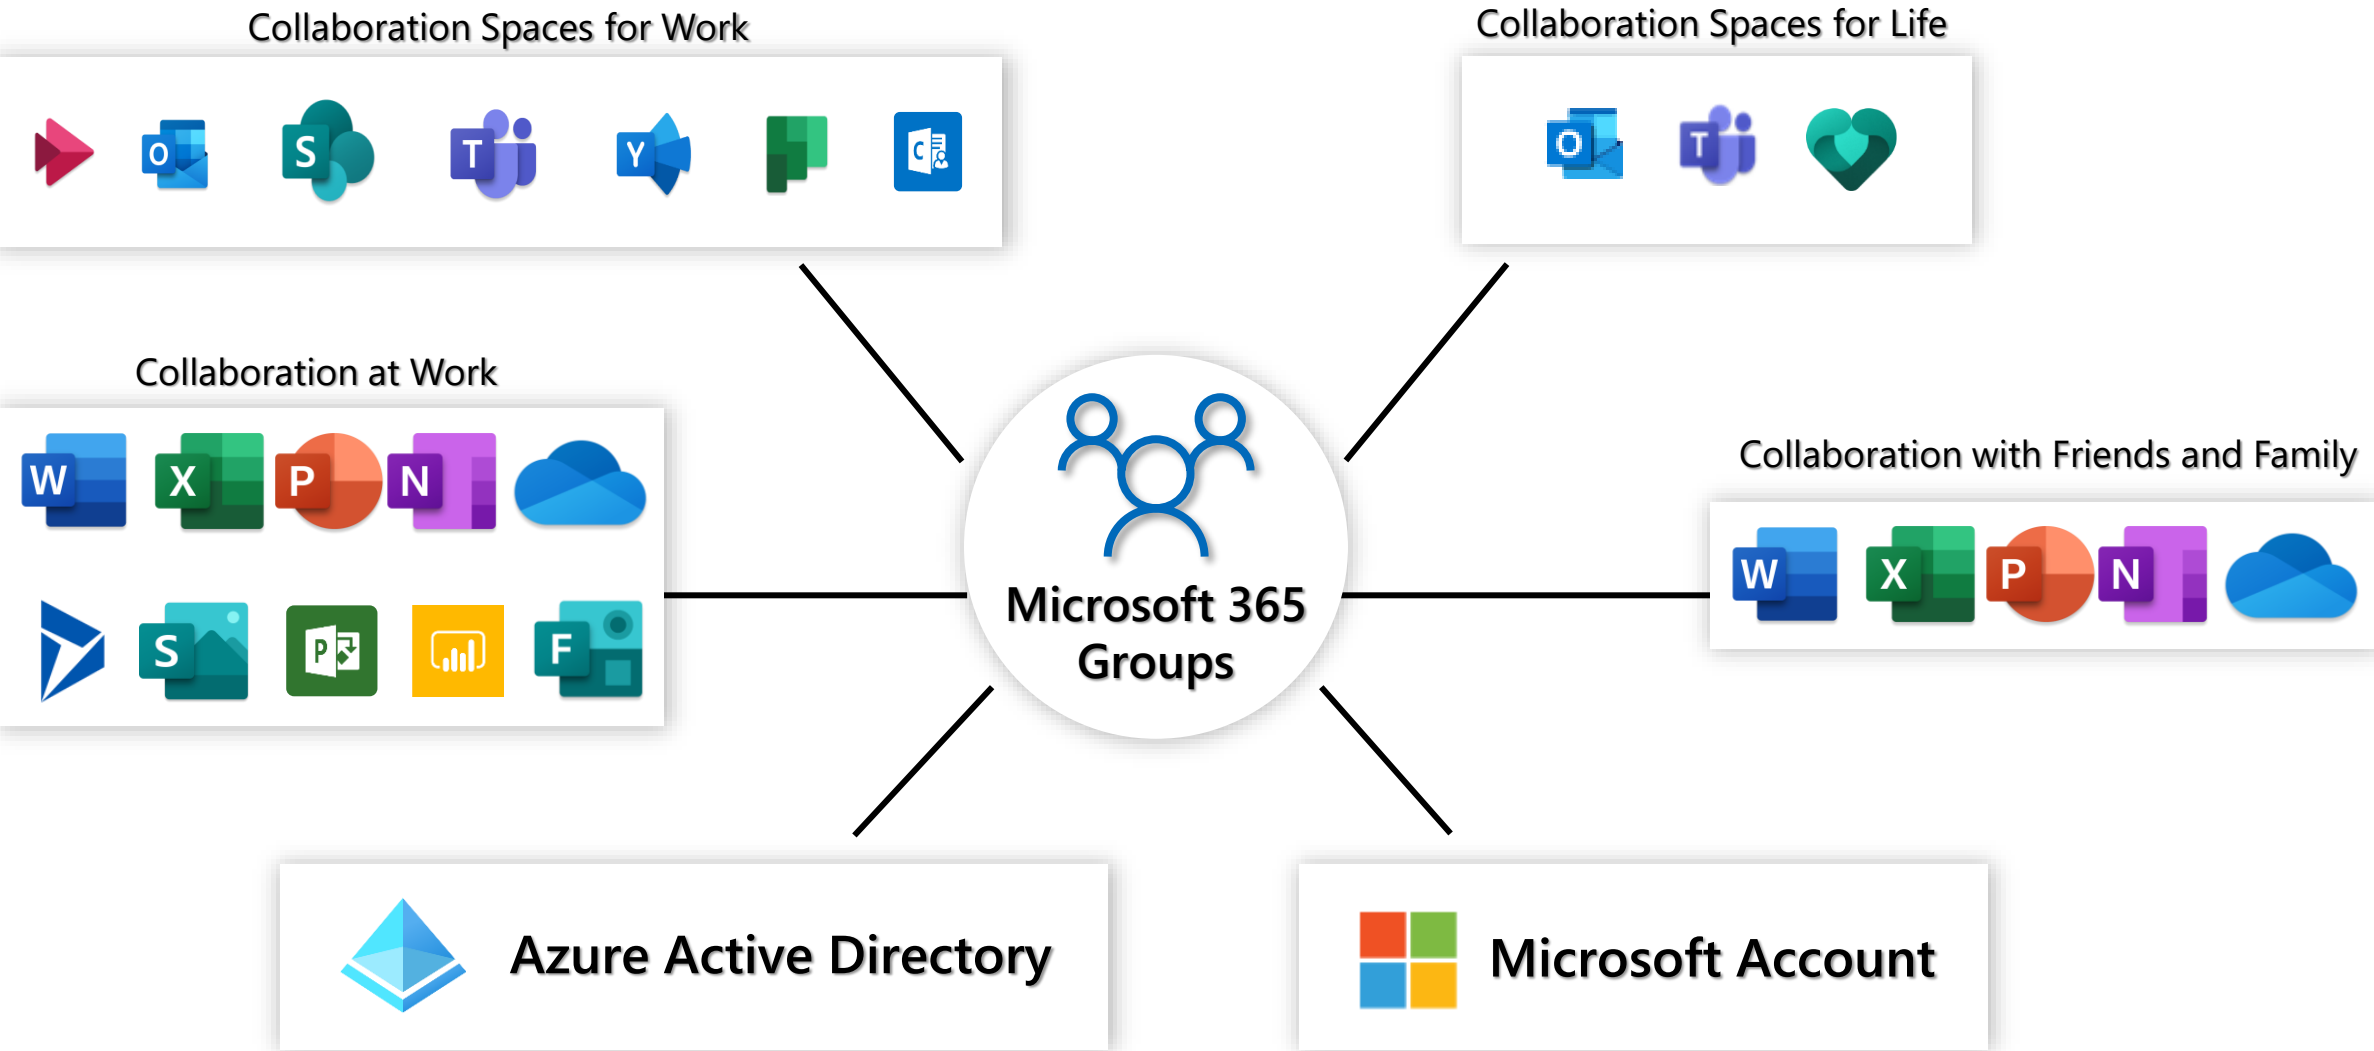 Collaboration Spaces for Work
Collaboration Spaces for Life
O
S
T
Y
C
O
T
Collaboration at Work
W
X
P
N
S
P
F
Microsoft 365
Groups
Collaboration with Friends and Family
W
X
P
N
Azure Active Directory
Microsoft Account